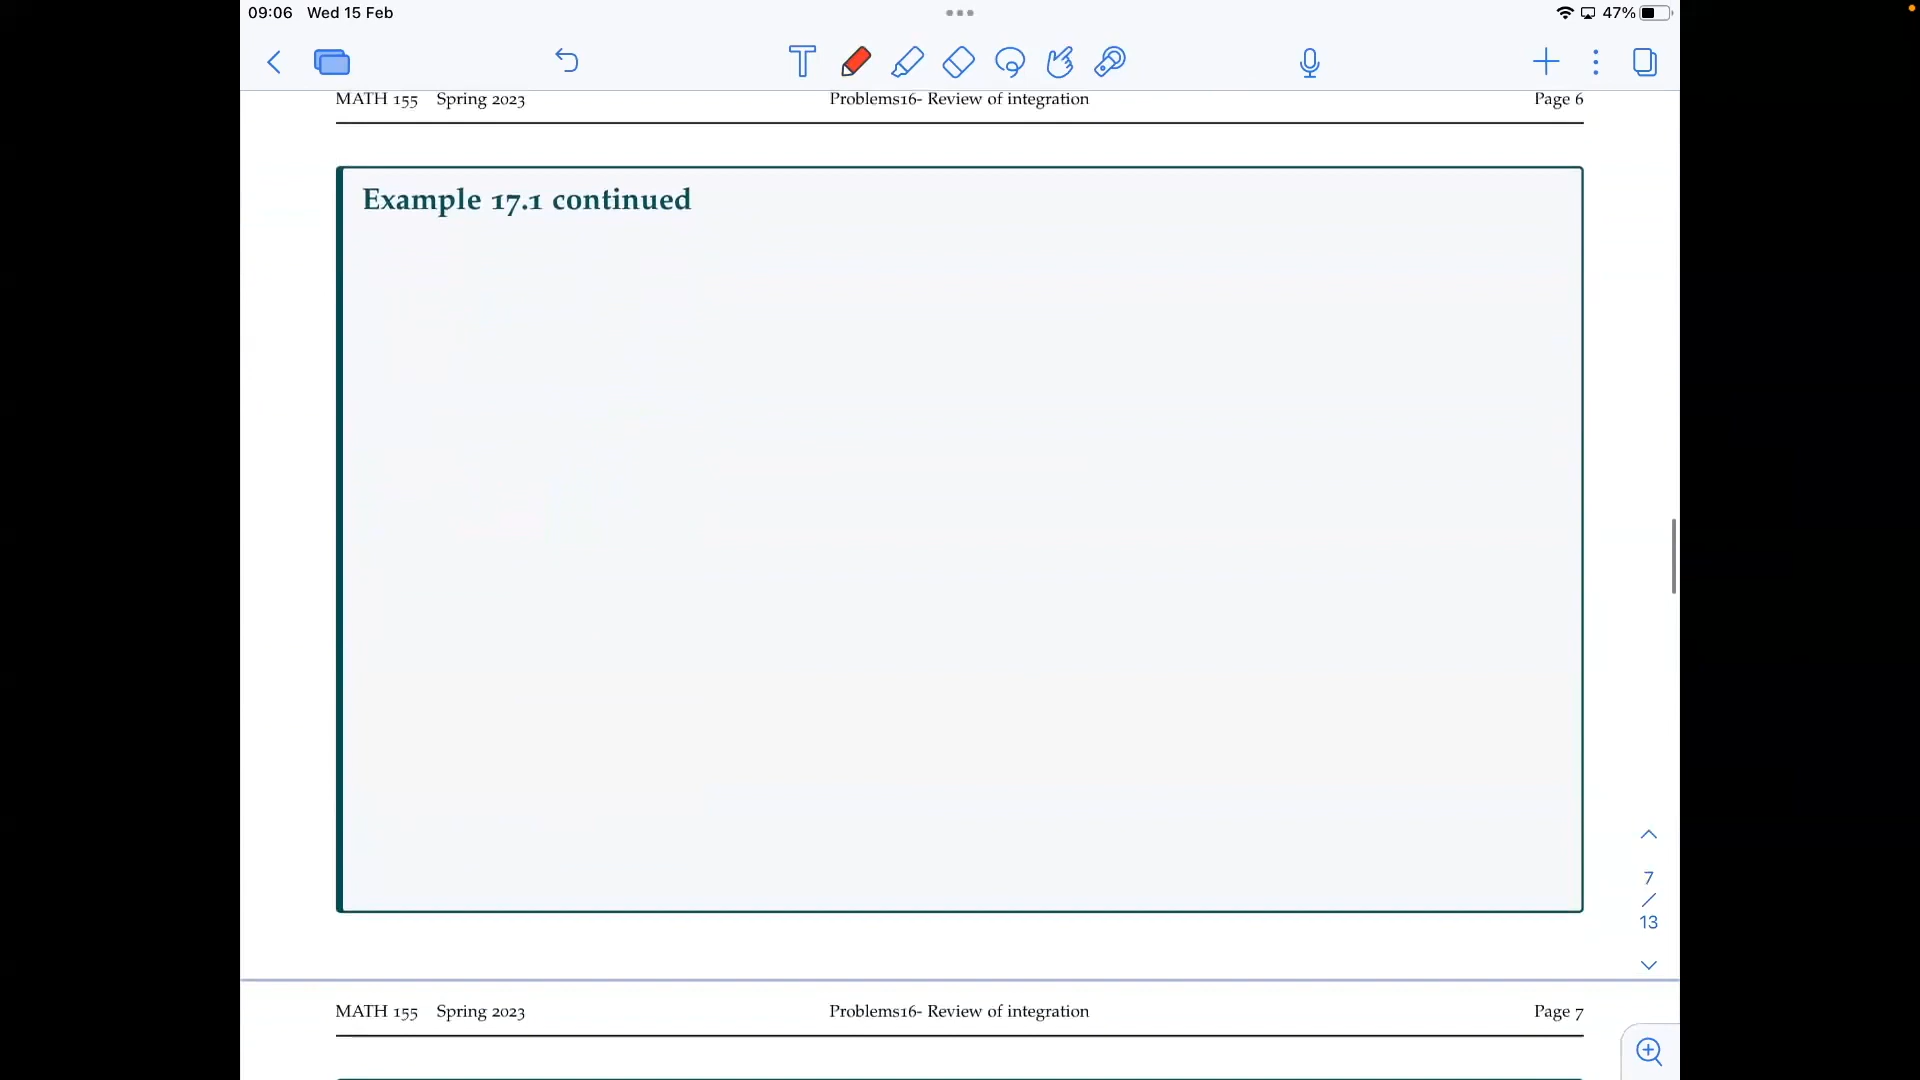 09:06 Wed 15 Feb 47%
MATH 155 Spring 2023 Problems16- Review of integration Page 6
Example 17.1 continued
7
/
13
MATH 155 Spring 2023 Problems16- Review of integration Page 7